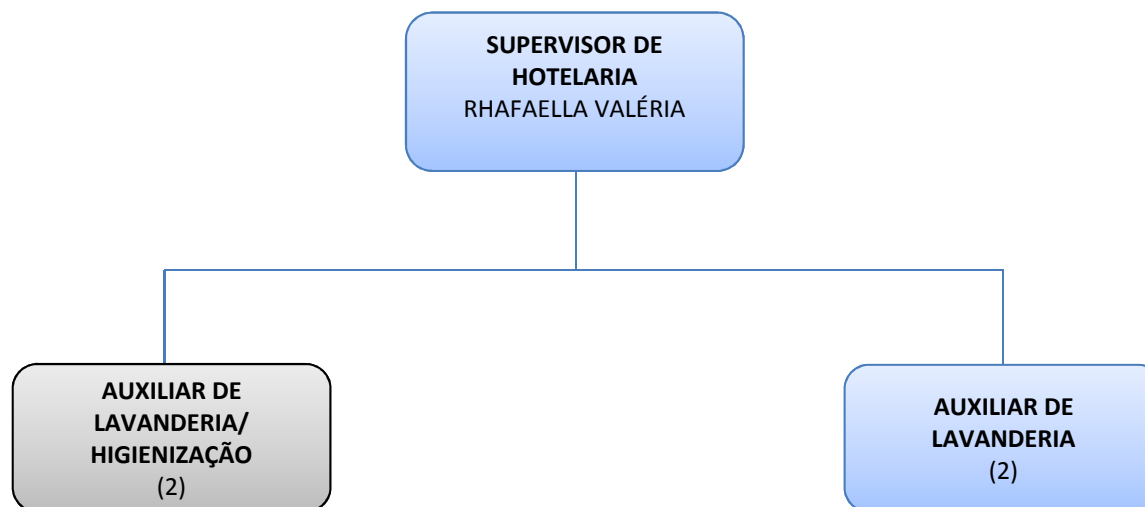 SUPERVISOR DE
HOTELARIA
RHAFAELLA VALÉRIA
AUXILIAR DE
LAVANDERIA/
HIGIENIZAÇÃO
(2)
AUXILIAR DE
LAVANDERIA
(2)